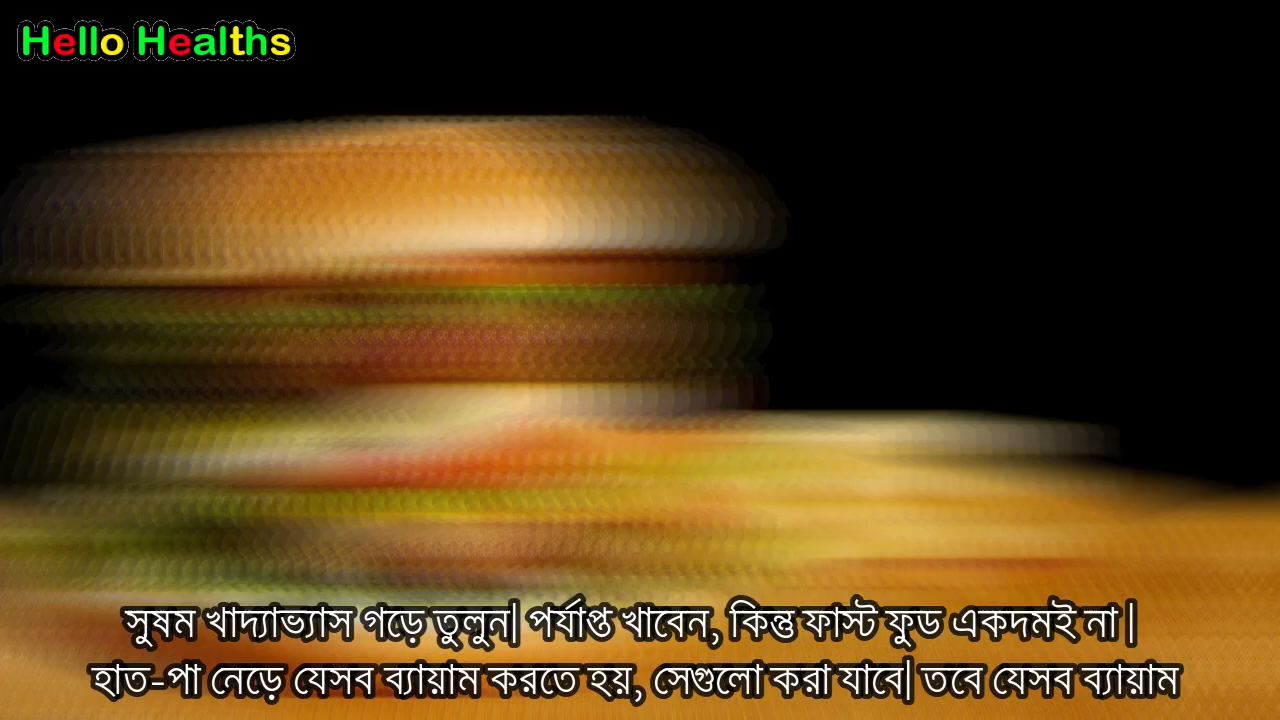 Hello Healths
সুষম খাদ্যাভ্যাস গড়ে তুলুন| পর্যাপ্ত খাবেন, কিন্তু ফাস্ট ফুড একদমই না |
হাত-পা নেড়ে যেসব ব্যায়াম করতে হয়, সেগুলো করা যাবে| তবে যেসব ব্যায়াম